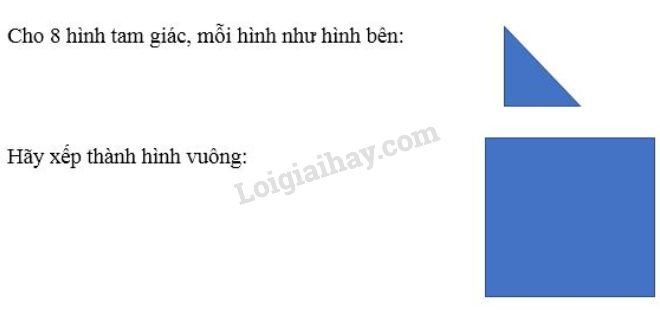 Cho 8 hình tam giác, mỗi hình như hình bên:
Hãy xếp thành hình vuông:
Loigiaihay.com